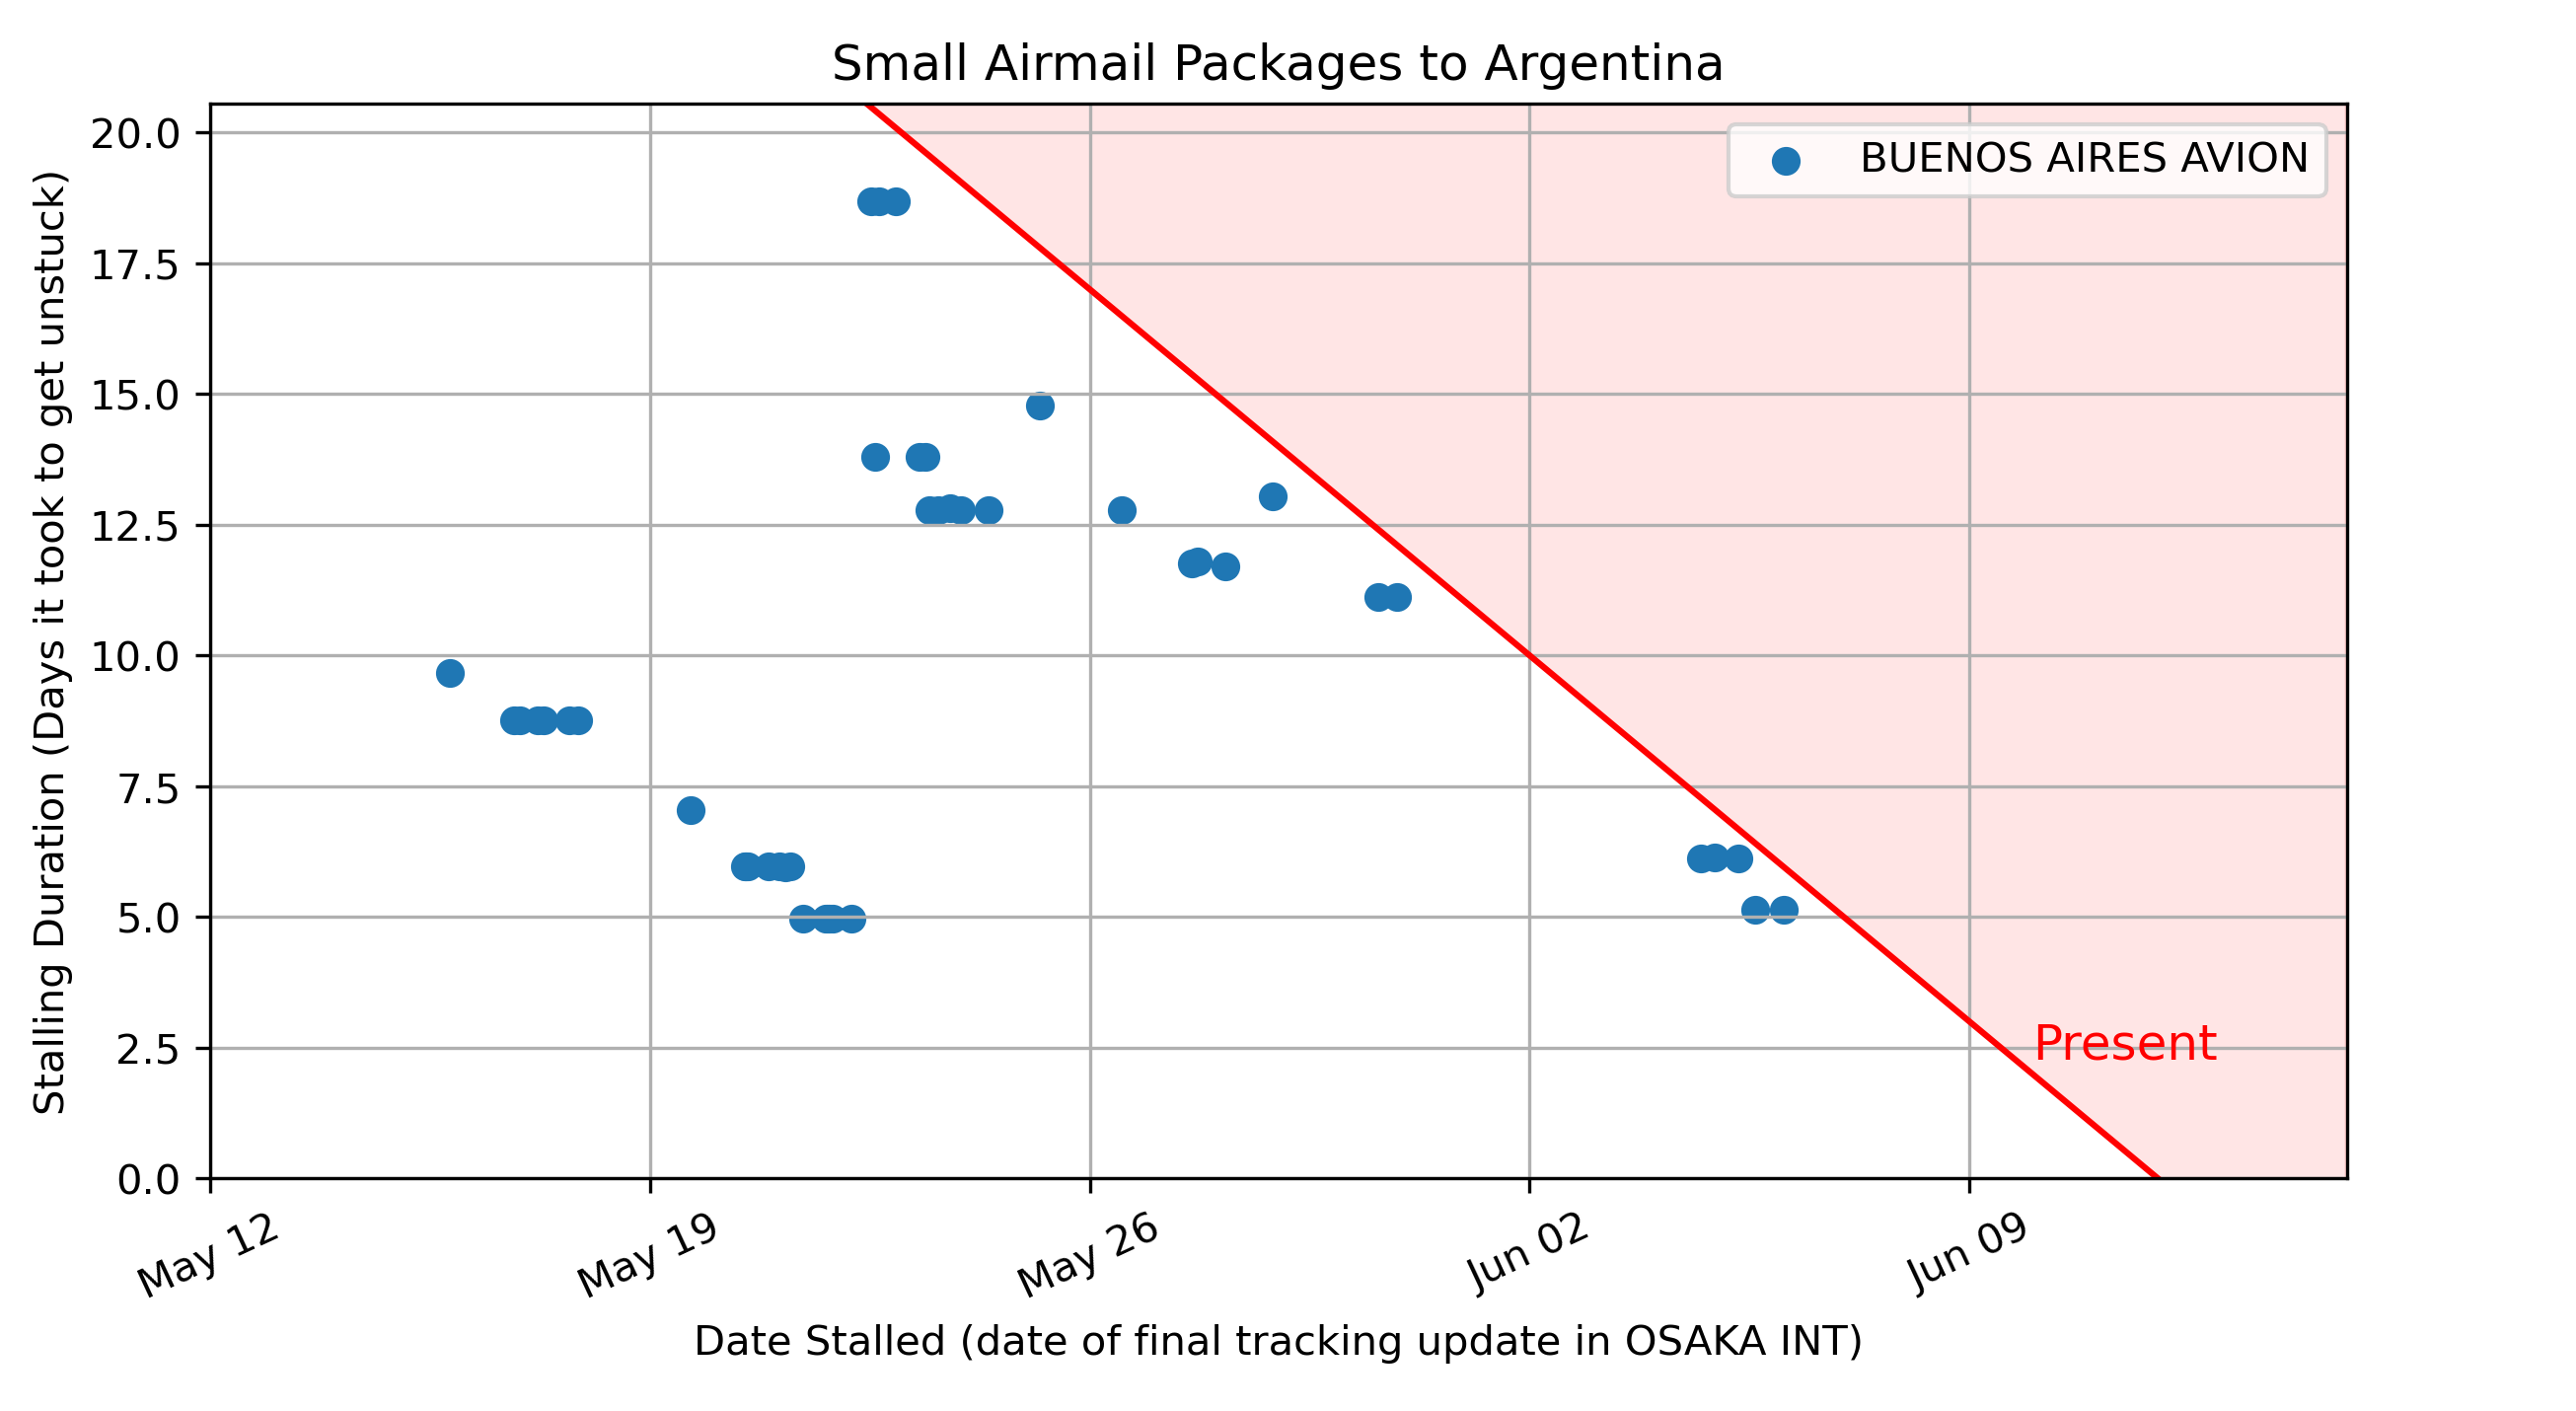 Small Airmail Packages to Argentina
BUENOS AIRES AVION
Stalling Duration (Days it took to get unstuck)
20.0
17.5
15.0
12.5
10.0
7.5
5.0
2.5
0.0
Present
May 12
May 19
May 26
Jun 02
Jun 09
Date Stalled (date of final tracking update in OSAKA INT)